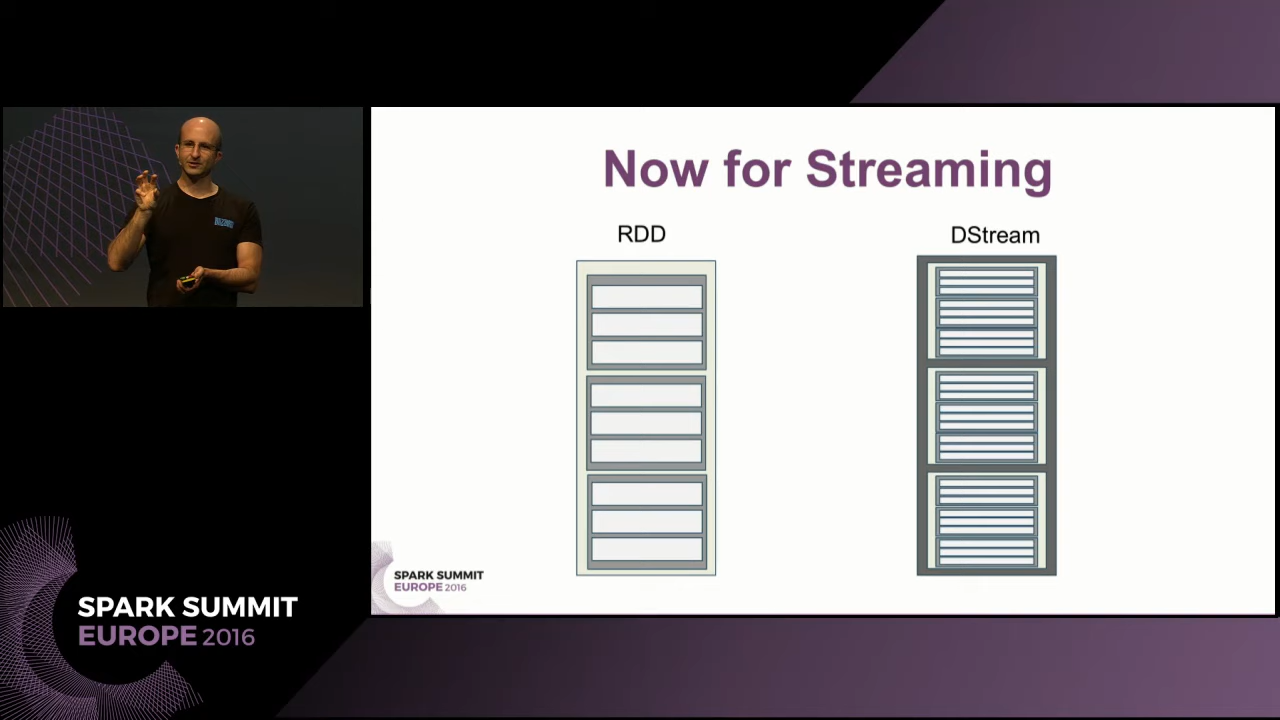 Now for Streaming
RDD
DStream
SPARK SUMMIT
EUROPE 2016
SPARK SUMMIT
EUROPE 2016